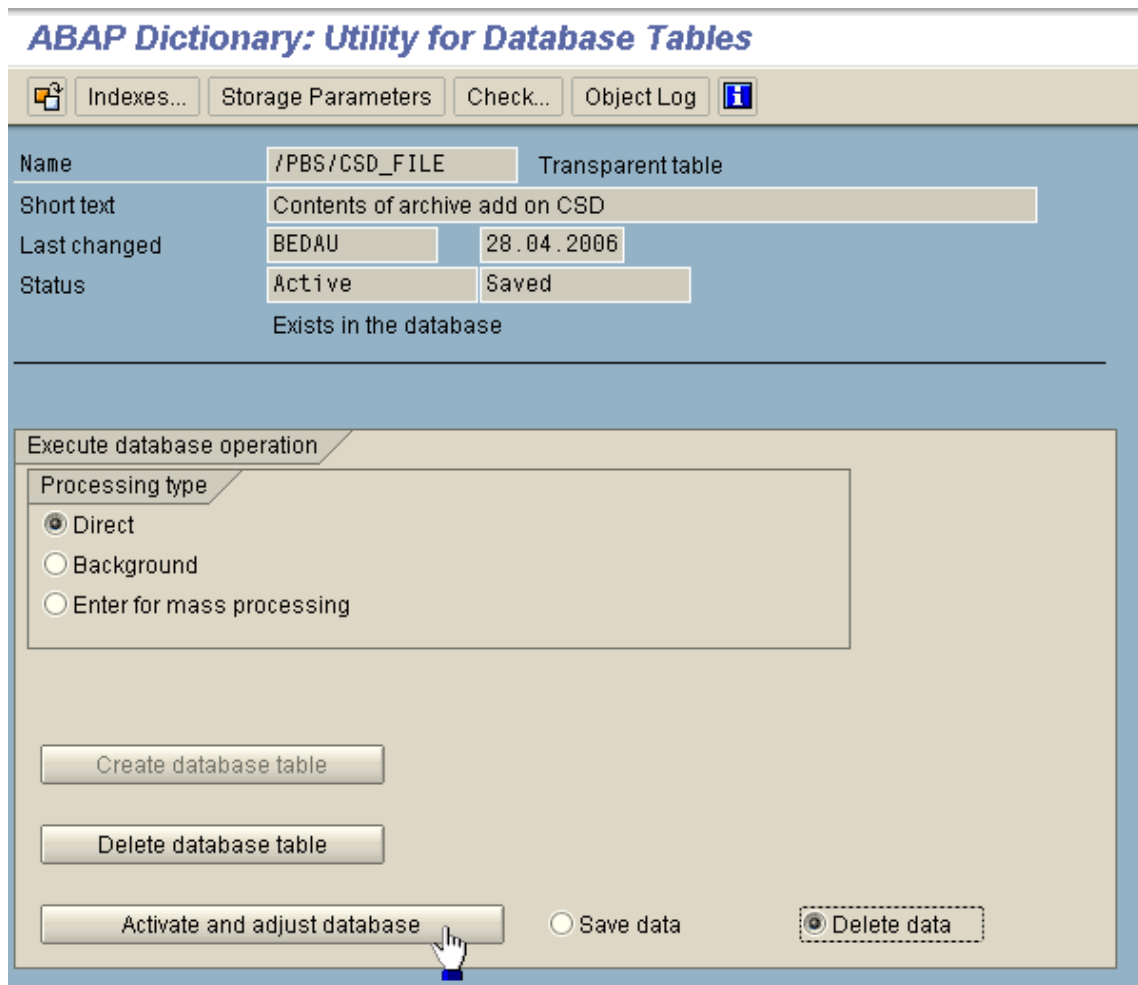 ABAP Dictionary: Utility for Database Tables
Indexes... Storage Parameters Check... Object Log
Name /PBS/CSD_FILE Transparent table
Short text Contents of archive add on CSD
Last changed BEDAU 28.04.2006
Status Active Saved
Exists in the database
Execute database operation
Processing type
Direct
Background
Enter for mass processing
Create database table
Delete database table
Activate and adjust database Save data Delete data